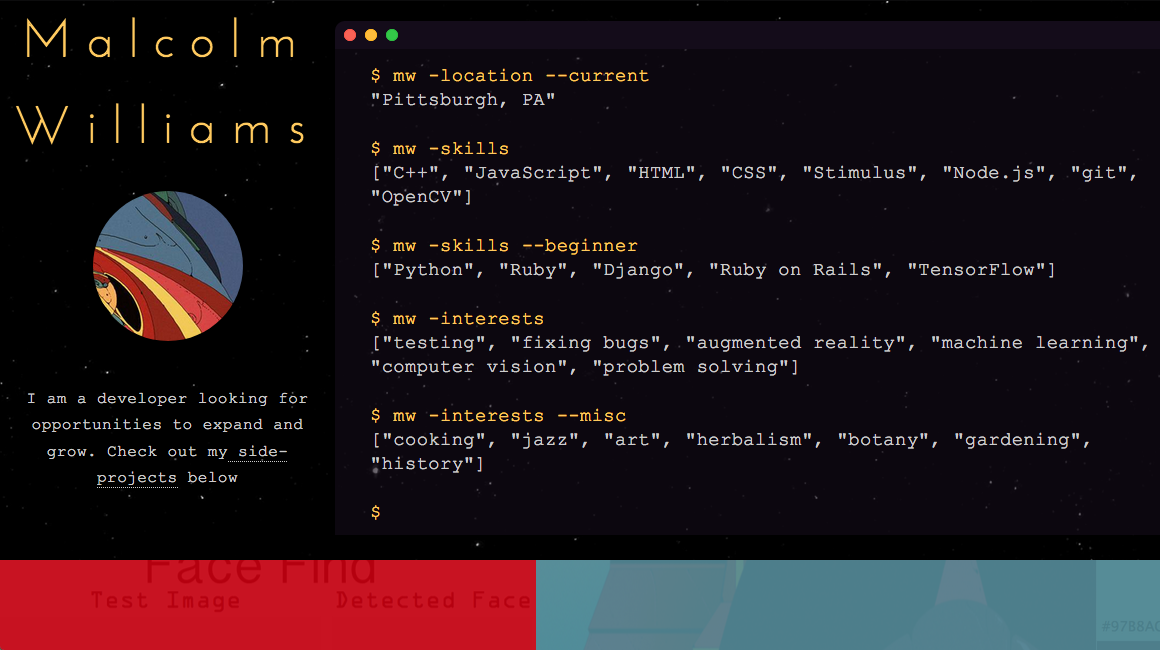 Malcolm
Williams
I am a developer looking for
opportunities to expand and
grow. Check out my side-
projects below
$ mw -location --current
"Pittsburgh, PA"
$ mw -skills
["C++", "JavaScript", "HTML", "CSS", "Stimulus", "Node.js", "git",
"OpenCV"]
$ mw -skills --beginner
["Python", "Ruby", "Django", "Ruby on Rails", "TensorFlow"]
$ mw -interests
["testing", "fixing bugs", "augmented reality", "machine learning",
"computer vision", "problem solving"]
$ mw -interests --misc
["cooking", "jazz", "art", "herbalism", "botany", "gardening",
"history"]
$
Face Find
Test Image Detected Face